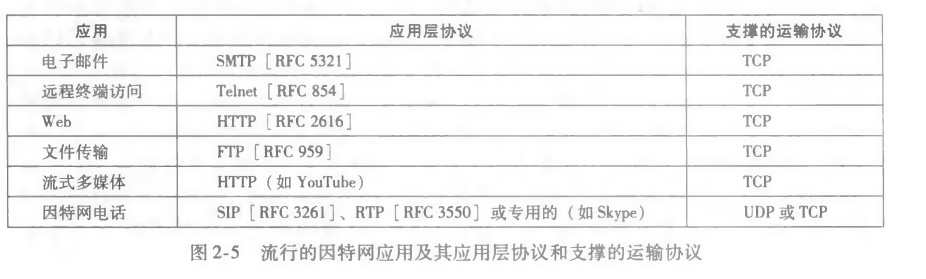 应用 应用层协议 支撑的运输协议
电子邮件 SMTP [RFC 5321] TCP
远程终端访问 Telnet [RFC 854] TCP
Web HTTP [RFC 2616] TCP
文件传输 FTP [RFC 959] TCP
流式多媒体 HTTP (如 YouTube) TCP
因特网电话 SIP [RFC 3261]、RTP [RFC 3550] 或专用的 (如 Skype) UDP 或 TCP
图 2-5 流行的因特网应用及其应用层协议和支撑的运输协议